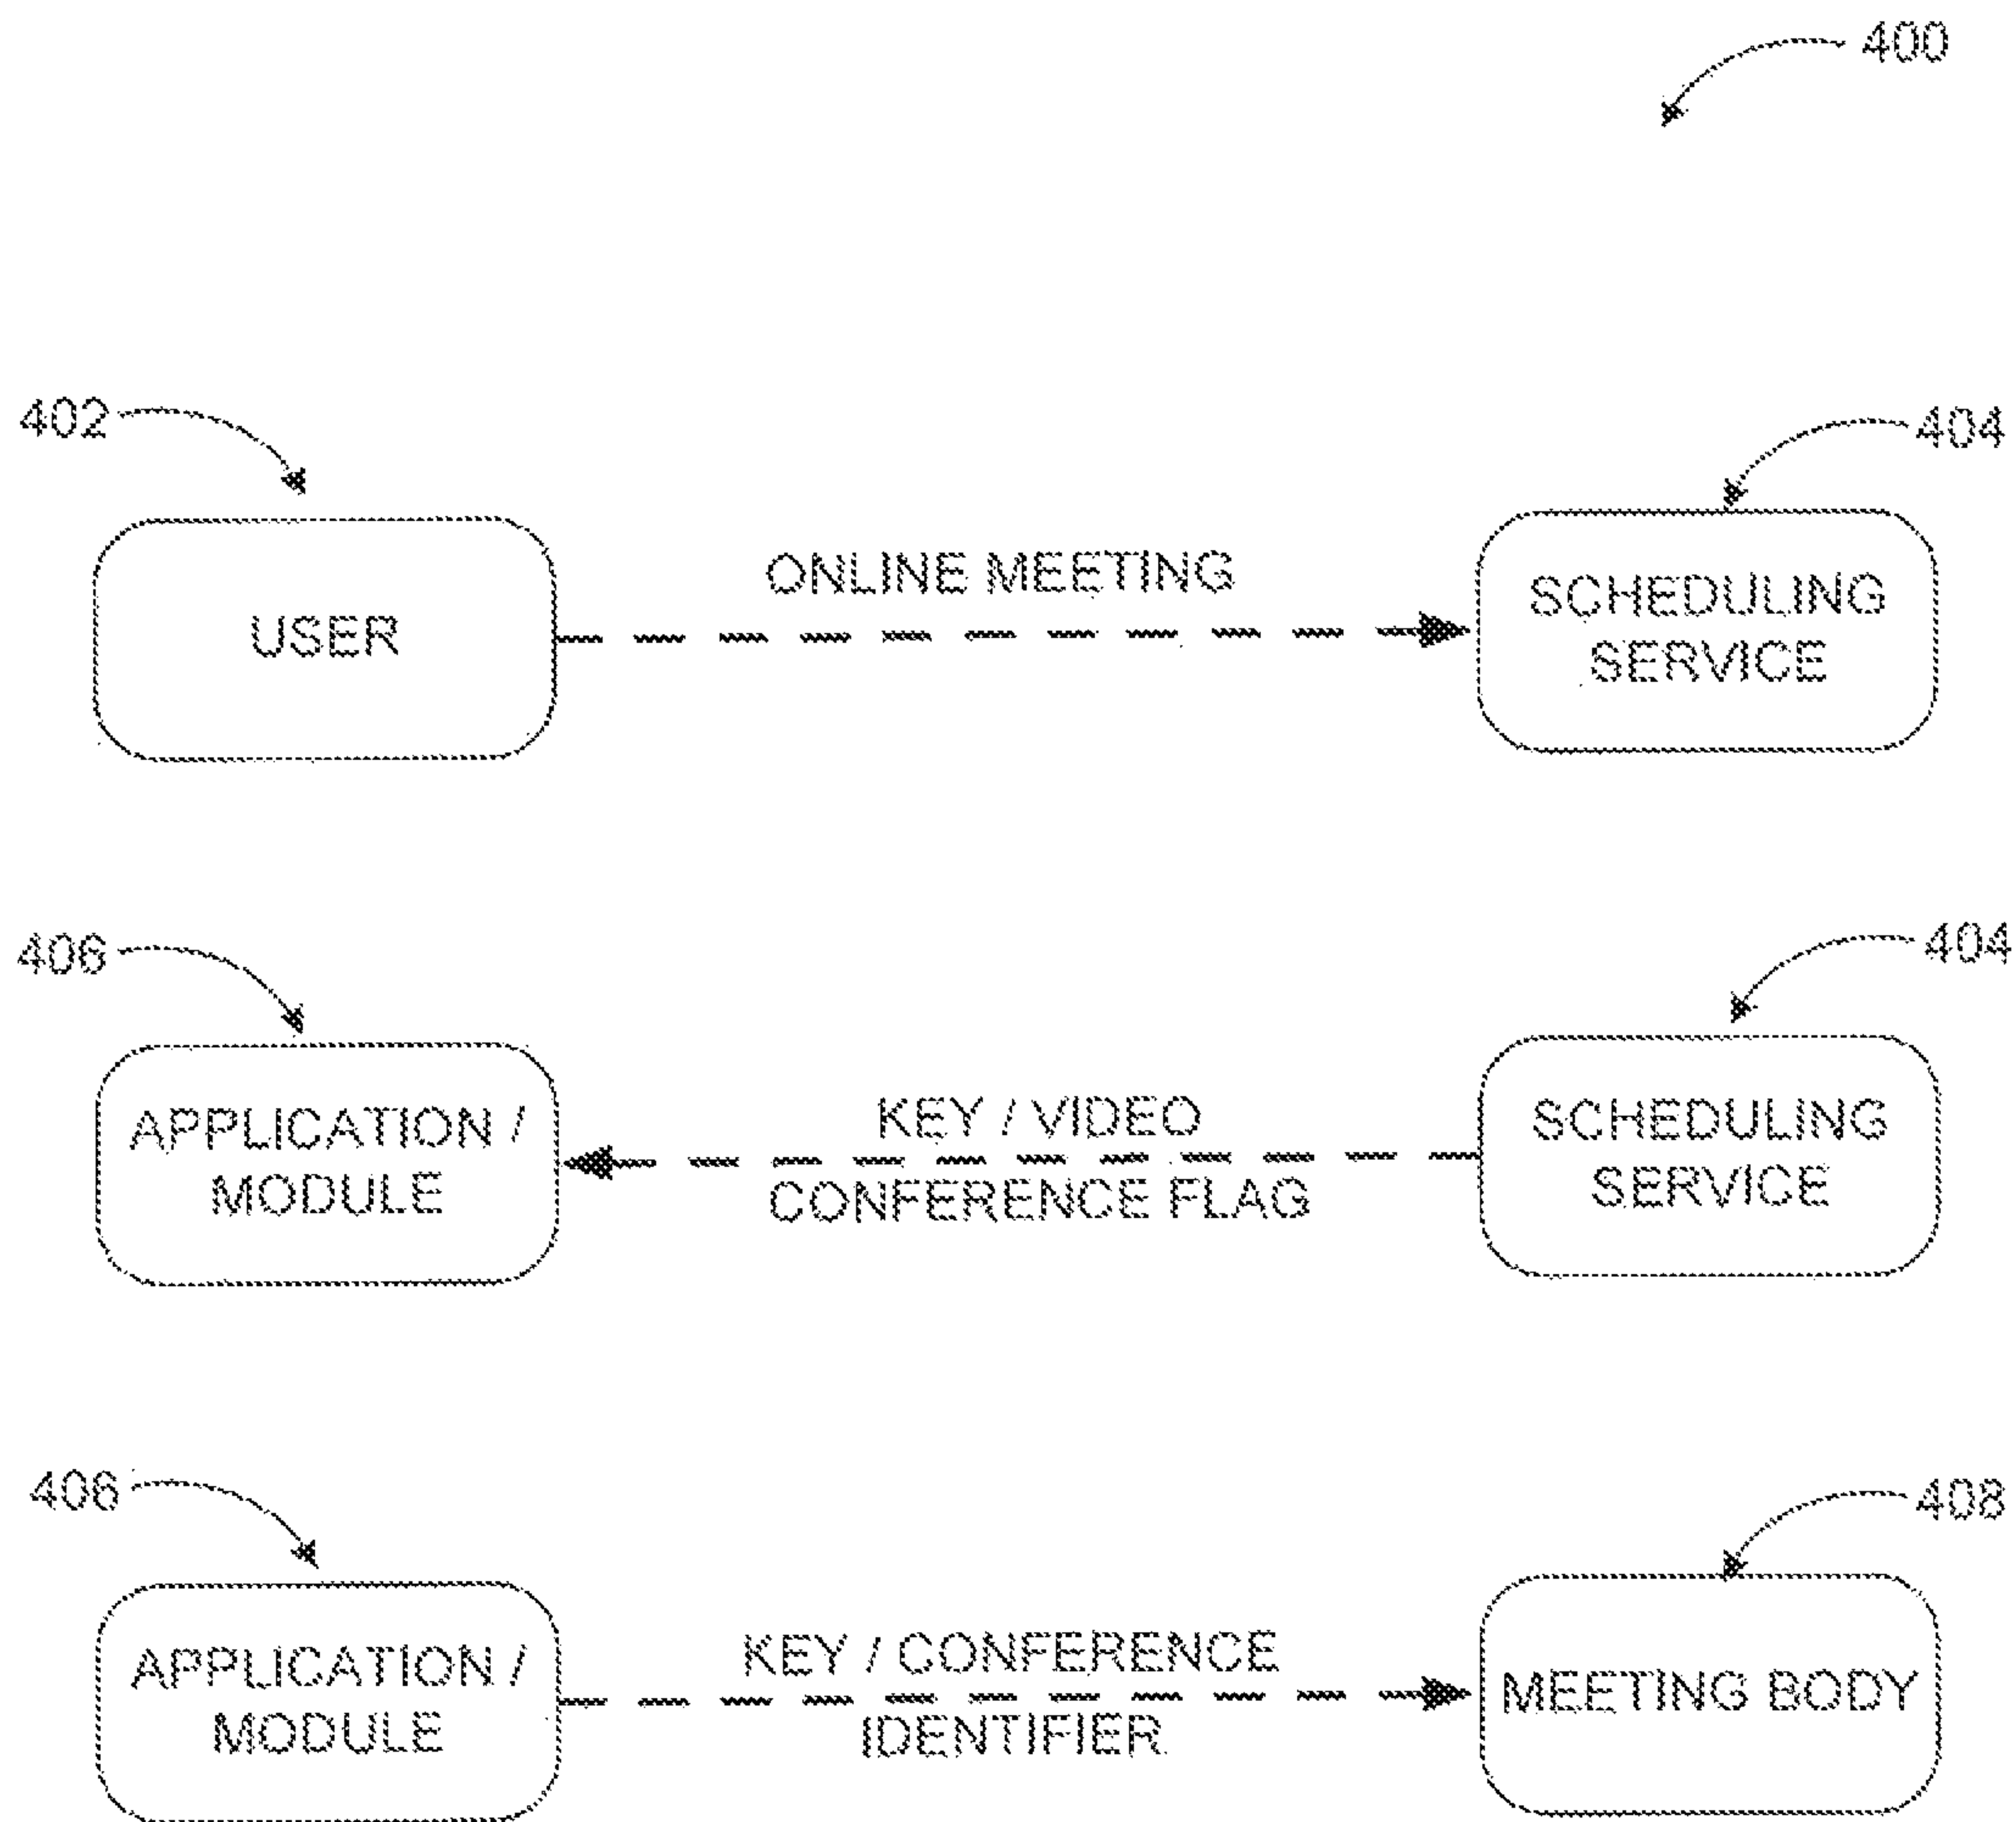 400
402
404
USER
ONLINE MEETING
SCHEDULING
SERVICE
406
404
APPLICATION /
MODULE
KEY / VIDEO
CONFERENCE FLAG
SCHEDULING
SERVICE
406
408
APPLICATION /
MODULE
KEY / CONFERENCE
IDENTIFIER
MEETING BODY